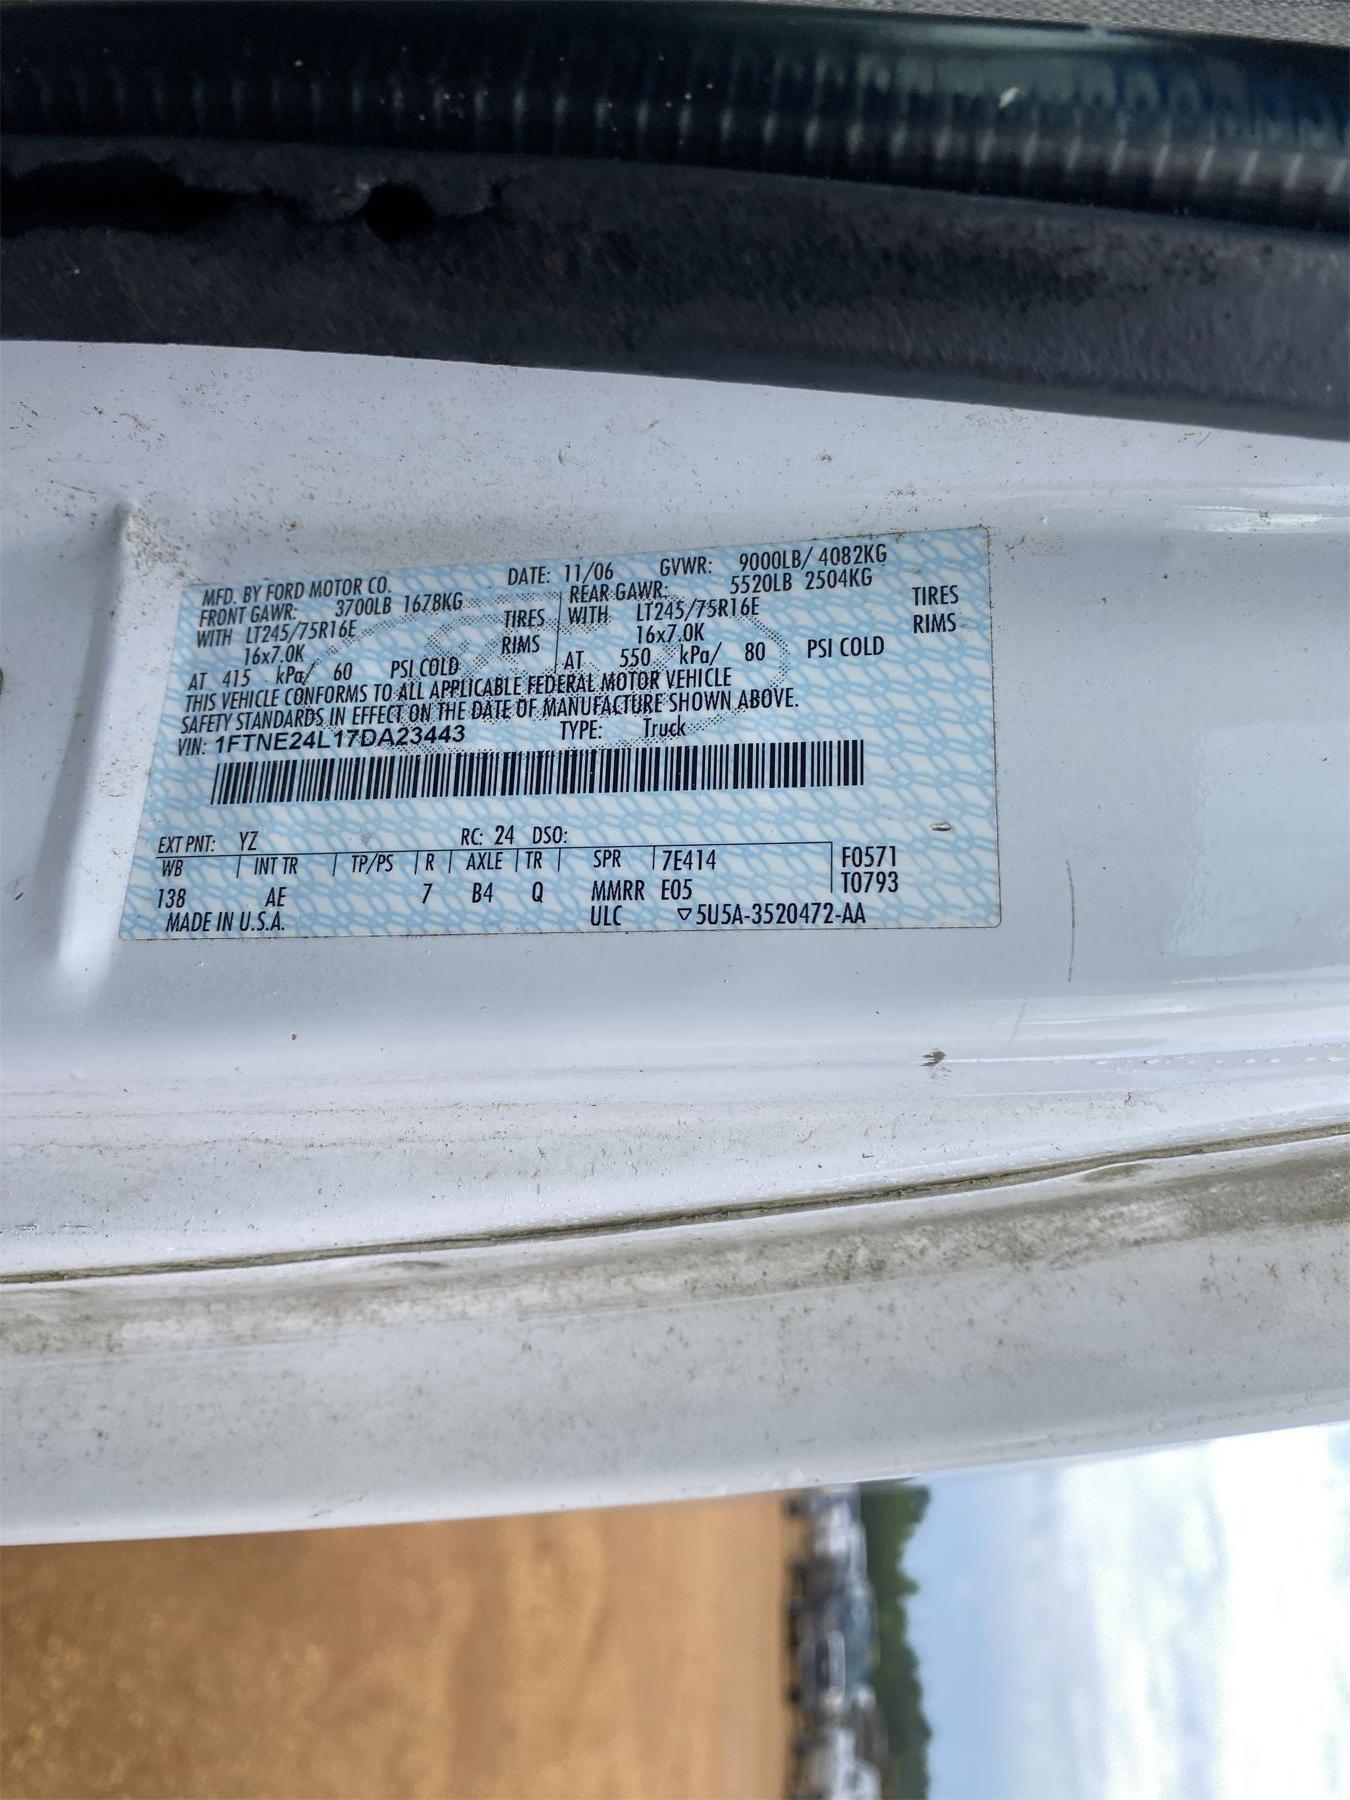 MFD. BY FORD MOTOR CO. DATE: 11/06 GVWR: 9000LB/ 4082KG
FRONT GAWR: 3700LB 1678KG REAR GAWR: 5520LB 2504KG
WITH LT245/75R16E TIRES WITH LT245/75R16E TIRES
16x7.0K RIMS 16x7.0K RIMS
AT 415 kPa/ 60 PSI COLD AT 550 kPa/ 80 PSI COLD
THIS VEHICLE CONFORMS TO ALL APPLICABLE FEDERAL MOTOR VEHICLE
SAFETY STANDARDS IN EFFECT ON THE DATE OF MANUFACTURE SHOWN ABOVE.
VIN: 1FTNE24L17DA23443 TYPE: Truck
EXT PNT: YZ RC: 24 DSO:
WB INT TR TP/PS R AXLE TR SPR 7E414 F0571
138 AE 7 B4 Q MMRR E05 T0793
MADE IN U.S.A. ULC ▽5U5A-3520472-AA